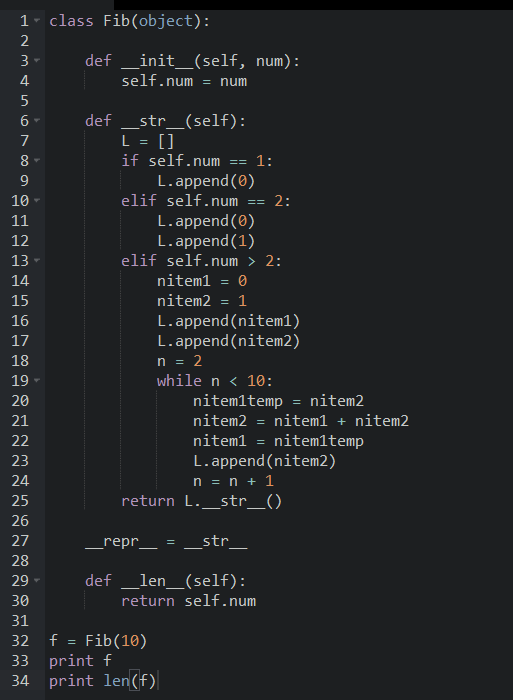 1 class Fib(object):
2
3     def __init__(self, num):
4         self.num = num
5
6     def __str__(self):
7         L = []
8         if self.num == 1:
9             L.append(0)
10         elif self.num == 2:
11             L.append(0)
12             L.append(1)
13         elif self.num > 2:
14             nitem1 = 0
15             nitem2 = 1
16             L.append(nitem1)
17             L.append(nitem2)
18             n = 2
19             while n < 10:
20                 nitem1temp = nitem2
21                 nitem2 = nitem1 + nitem2
22                 nitem1 = nitem1temp
23                 L.append(nitem2)
24                 n = n + 1
25         return L.__str__()
26
27     __repr__ = __str__
28
29     def __len__(self):
30         return self.num
31
32 f = Fib(10)
33 print f
34 print len(f)